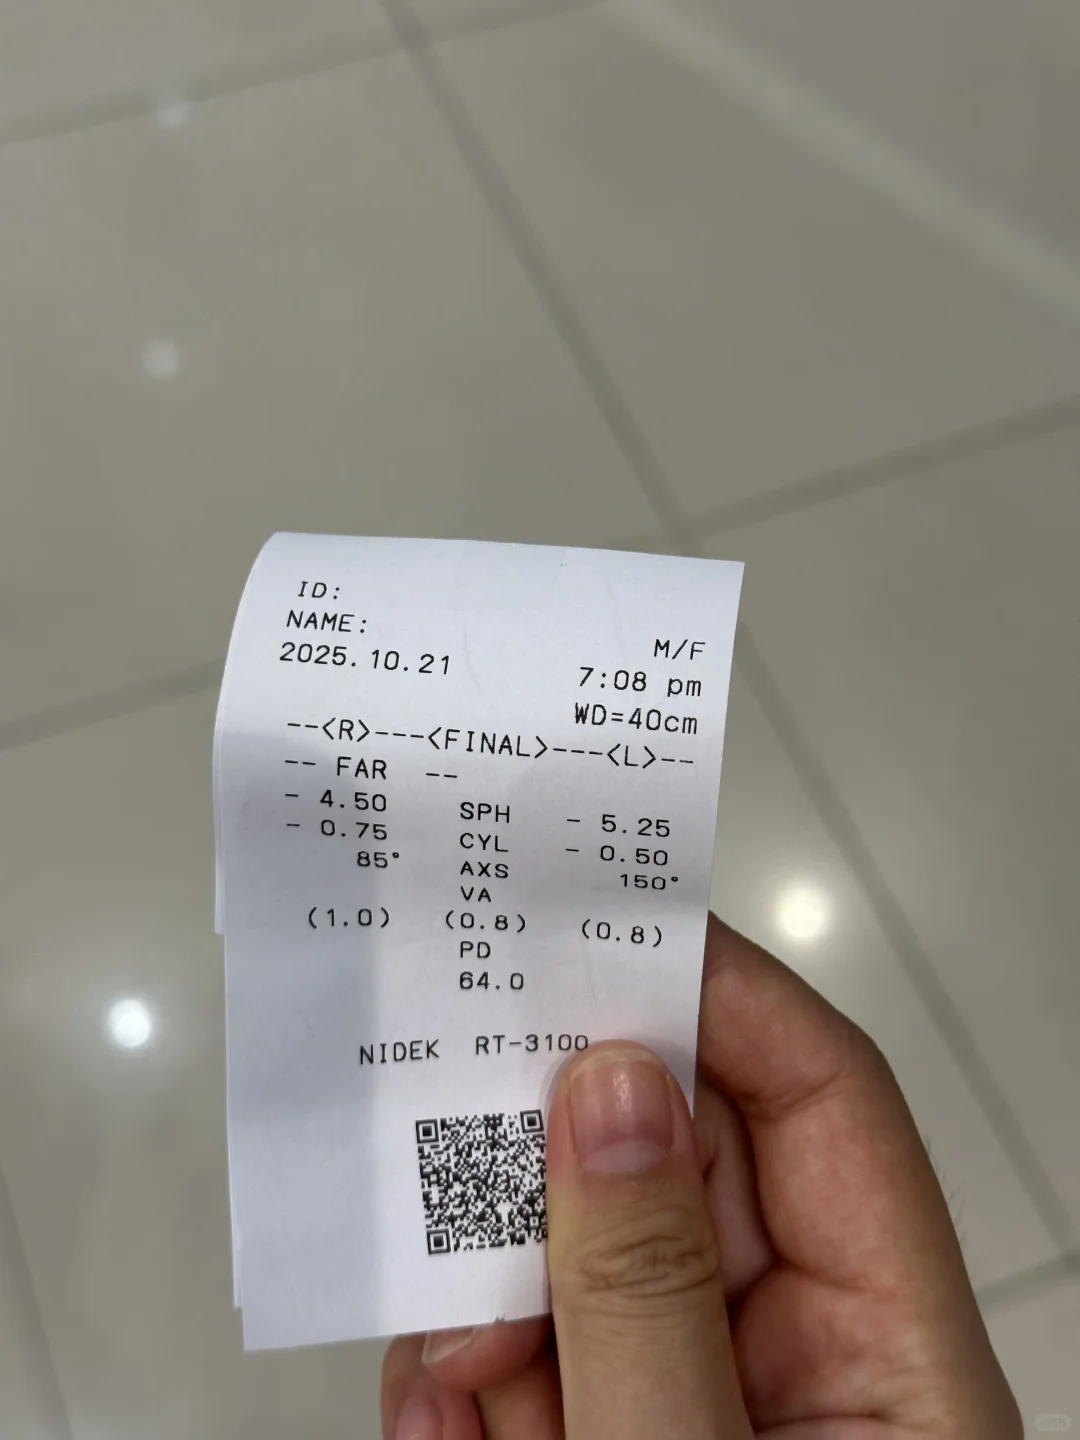 ID:
NAME:
M/F
2025.10.21 7:08 pm
WD=40cm
--<R>---<FINAL>---<L>--
-- FAR --
- 4.50 SPH - 5.25
- 0.75 CYL - 0.50
85° AXS 150°
VA
(1.0) (0.8) (0.8)
PD
64.0
NIDEK RT-3100